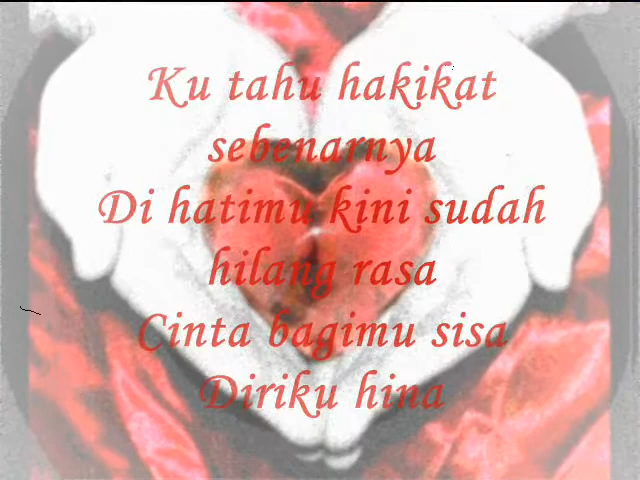 Ku tahu hakikat
sebenarnya
Di hatimu kini sudah
hilang rasa
Cinta bagimu sisa
Diriku hina